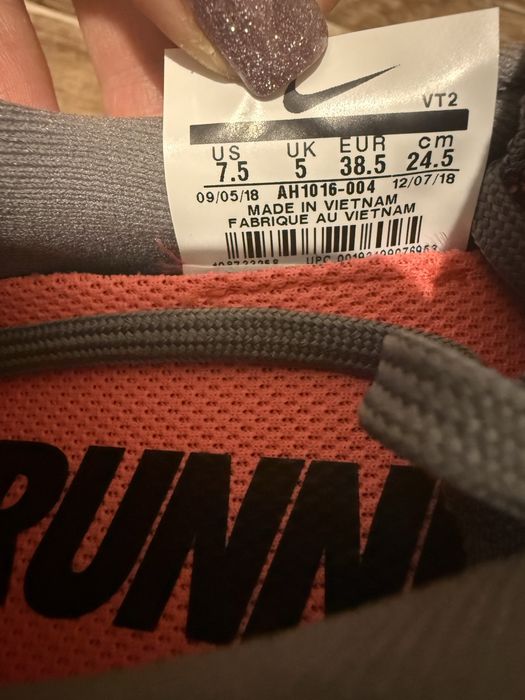 VT2
US UK EUR cm
7.5 5 38.5 24.5
09/05/18 AH1016-004 12/07/18
MADE IN VIETNAM
FABRIQUE AU VIETNAM
UPC
RUNN